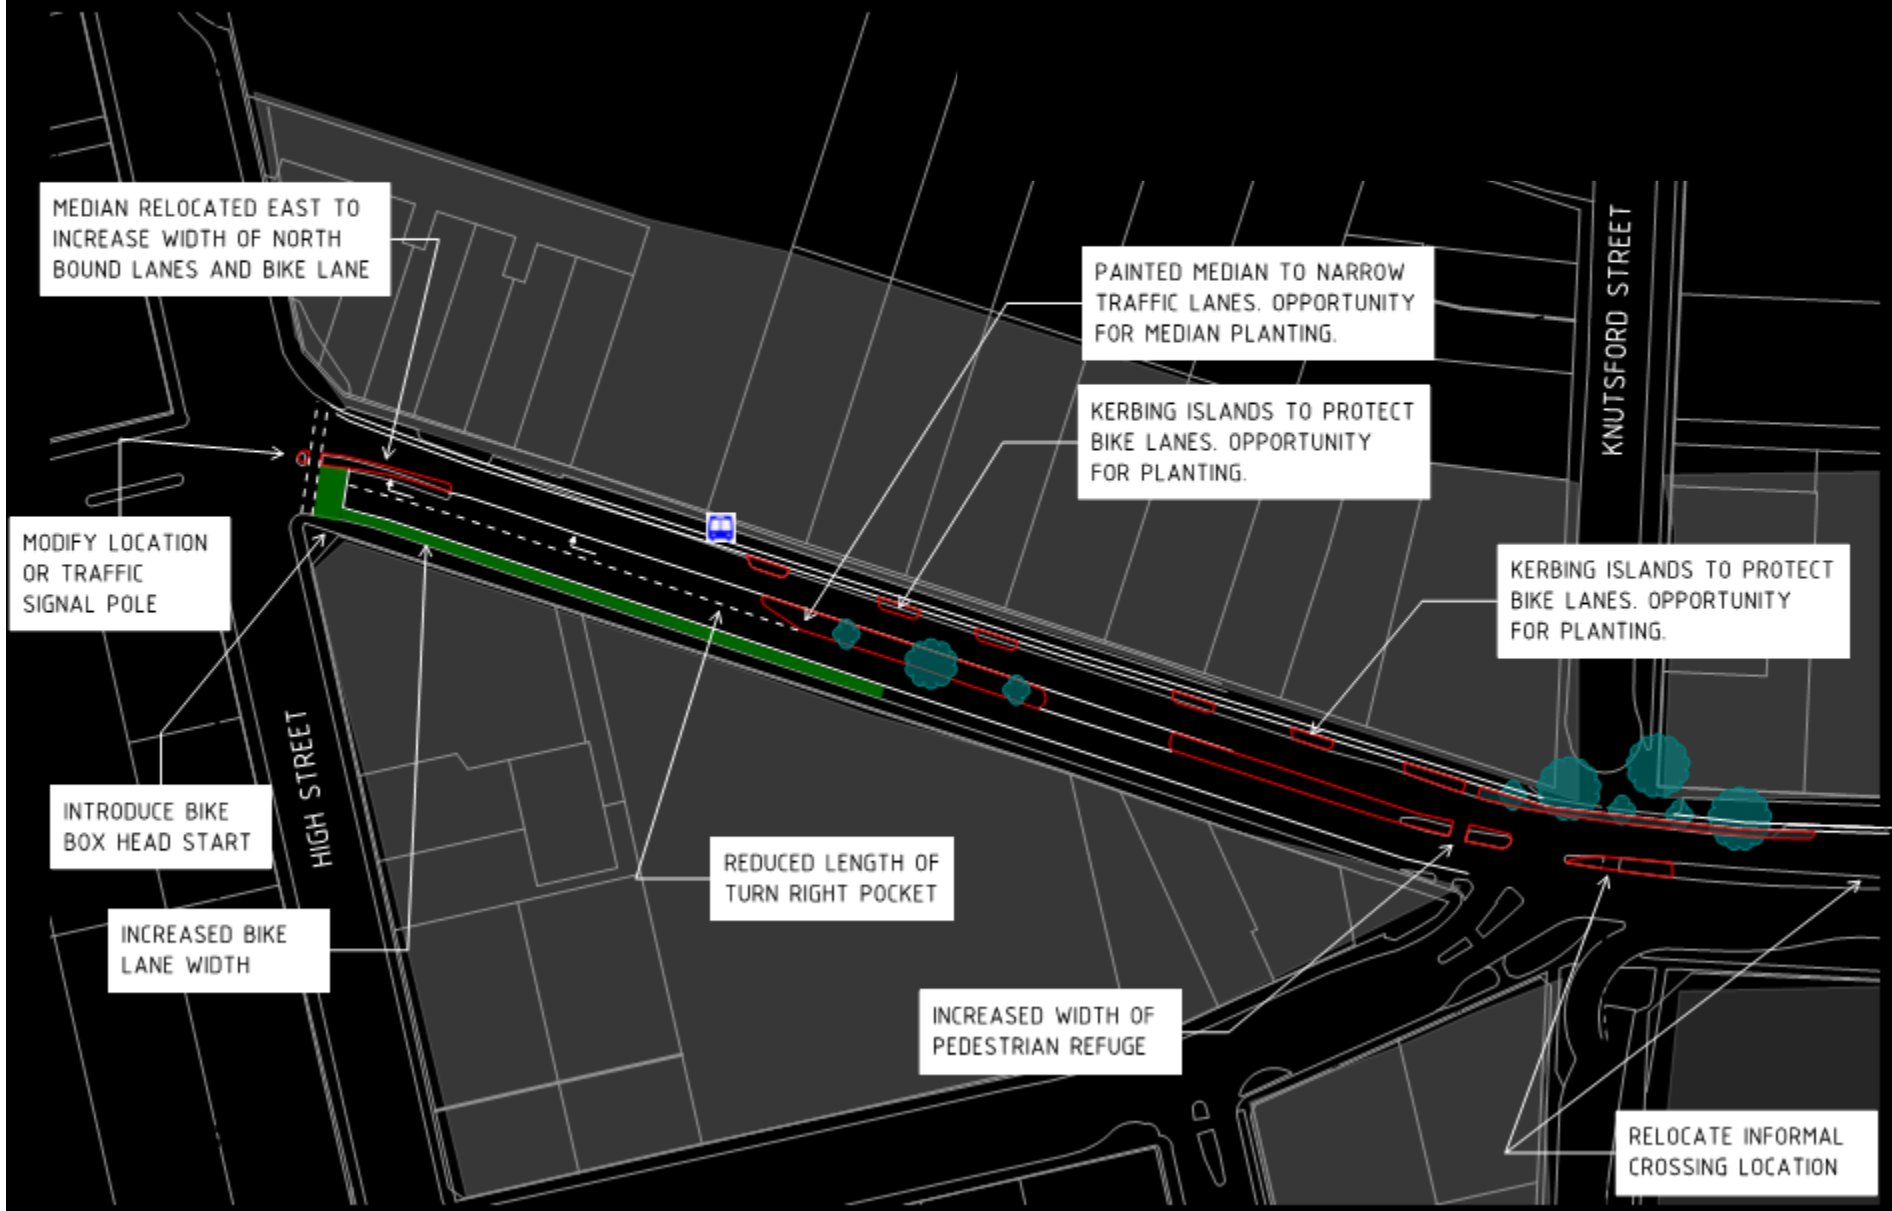 MEDIAN RELOCATED EAST TO
INCREASE WIDTH OF NORTH
BOUND LANES AND BIKE LANE
PAINTED MEDIAN TO NARROW
TRAFFIC LANES. OPPORTUNITY
FOR MEDIAN PLANTING.
KNUTSFORD STREET
KERBING ISLANDS TO PROTECT
BIKE LANES. OPPORTUNITY
FOR PLANTING.
MODIFY LOCATION
OR TRAFFIC
SIGNAL POLE
KERBING ISLANDS TO PROTECT
BIKE LANES. OPPORTUNITY
FOR PLANTING.
HIGH STREET
INTRODUCE BIKE
BOX HEAD START
REDUCED LENGTH OF
TURN RIGHT POCKET
INCREASED BIKE
LANE WIDTH
INCREASED WIDTH OF
PEDESTRIAN REFUGE
RELOCATE INFORMAL
CROSSING LOCATION